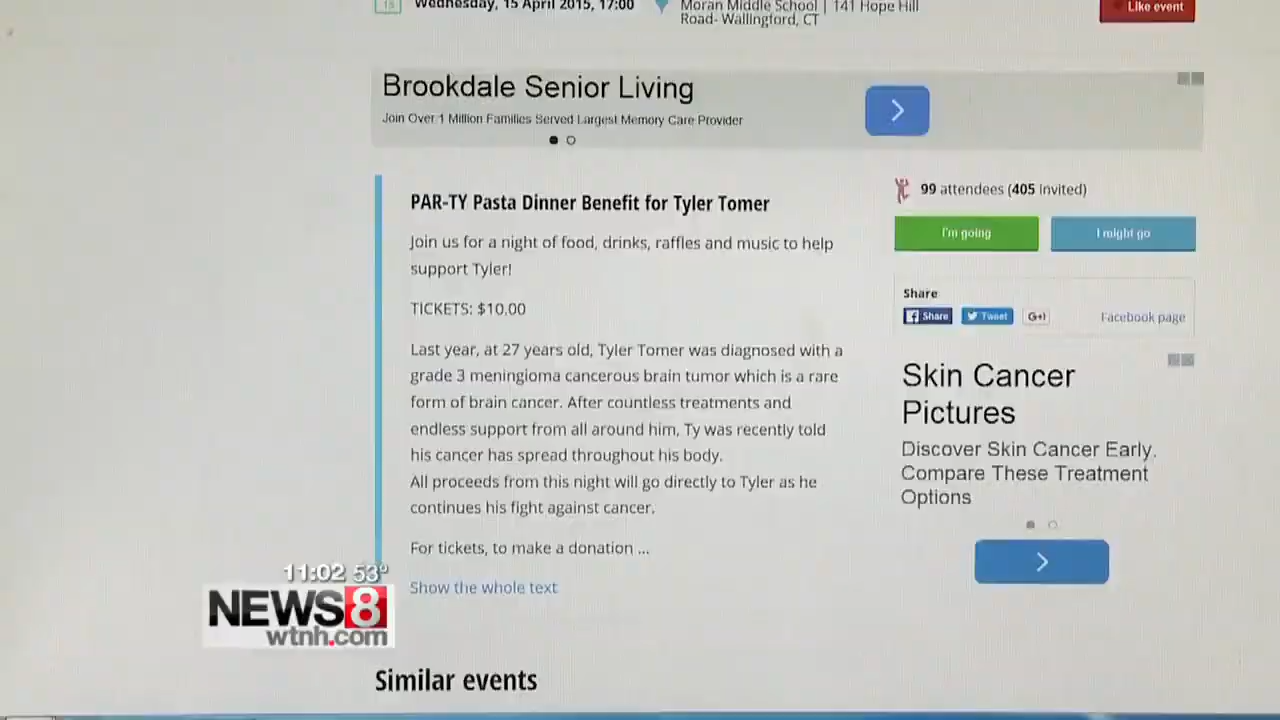 15
Wednesday, 15 April 2015, 17:00
Moran Middle School | 141 Hope Hill
Road- Wallingford, CT
Like event
Brookdale Senior Living
Join Over 1 Million Families Served Largest Memory Care Provider
PAR-TY Pasta Dinner Benefit for Tyler Tomer
Join us for a night of food, drinks, raffles and music to help
support Tyler!
TICKETS: $10.00
Last year, at 27 years old, Tyler Tomer was diagnosed with a
grade 3 meningioma cancerous brain tumor which is a rare
form of brain cancer. After countless treatments and
endless support from all around him, Ty was recently told
his cancer has spread throughout his body.
All proceeds from this night will go directly to Tyler as he
continues his fight against cancer.
For tickets, to make a donation ...
Show the whole text
99 attendees (405 invited)
I'm going
I might go
Share
f Share
Tweet
G+1
Facebook page
Skin Cancer
Pictures
Discover Skin Cancer Early.
Compare These Treatment
Options
11:02 53°
NEWS 8
wtnh.com
Similar events